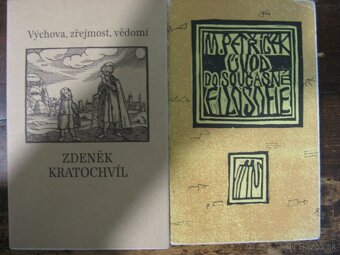 Výchova, zřejmost, vědomí
ZDENĚK
KRATOCHVÍL
M. PETŘÍČEK
ÚVOD
DO SOUČASNÉ
FILOSOFIE